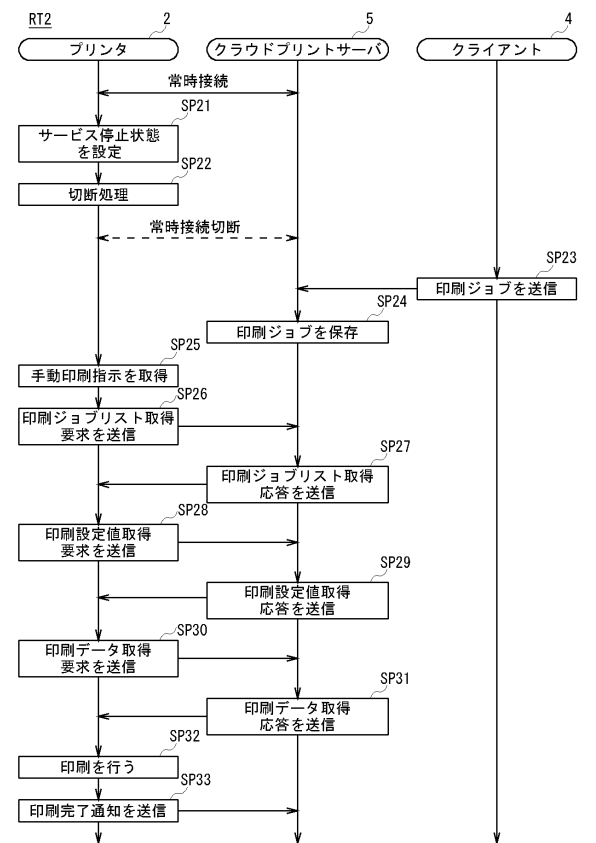 RT2
2
5
4
プリンタ
クラウドプリントサーバ
クライアント
常時接続
SP21
サービス停止状態
を設定
SP22
切断処理
常時接続切断
SP23
印刷ジョブを送信
SP24
印刷ジョブを保存
SP25
手動印刷指示を取得
SP26
印刷ジョブリスト取得
要求を送信
SP27
印刷ジョブリスト取得
応答を送信
SP28
印刷設定値取得
要求を送信
SP29
印刷設定値取得
応答を送信
SP30
印刷データ取得
要求を送信
SP31
印刷データ取得
応答を送信
SP32
印刷を行う
SP33
印刷完了通知を送信